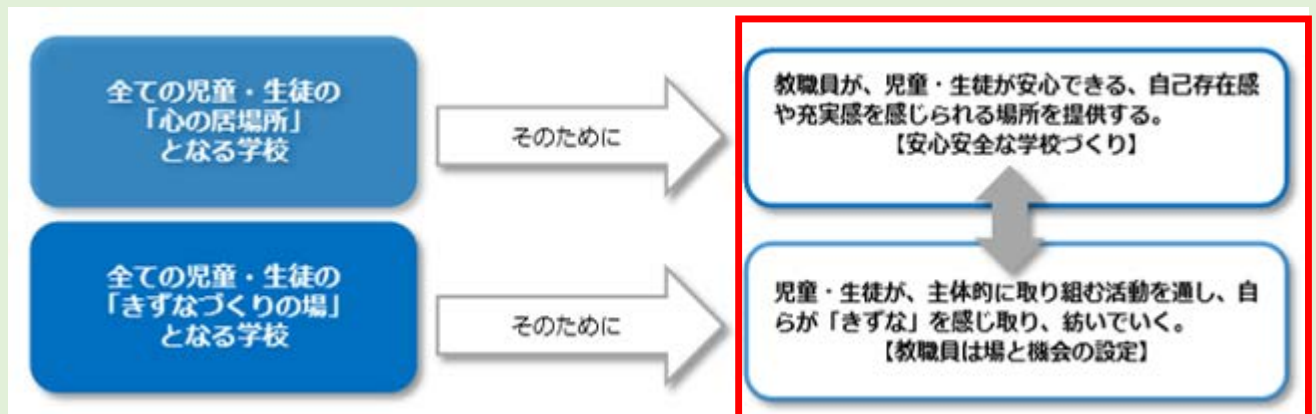 全ての児童・生徒の
「心の居場所」
となる学校
そのために
教職員が、児童・生徒が安心できる、自己存在感
や充実感を感じられる場所を提供する。
【安心安全な学校づくり】
全ての児童・生徒の
「きずなづくりの場」
となる学校
そのために
児童・生徒が、主体的に取り組む活動を通し、自
らが「きずな」を感じ取り、紡いでいく。
【教職員は場と機会の設定】